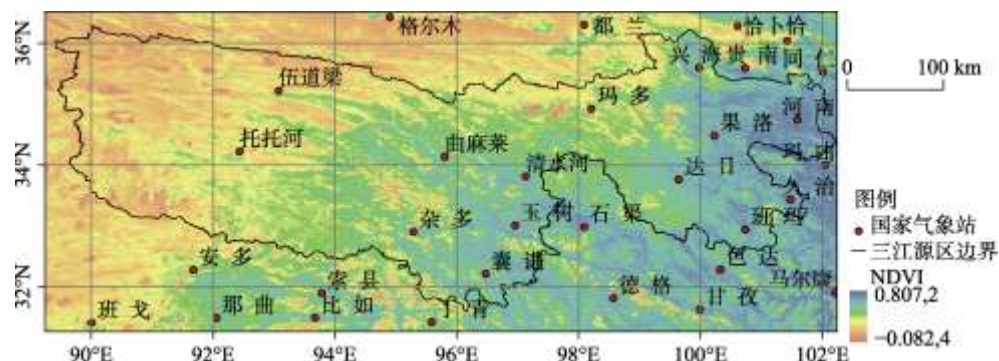 36°N
34°N
32°N
格尔木
都 兰
恰卜恰
兴 海
贵 南
同 仁
伍道梁
玛 多
河 南
果 洛
托托河
曲麻莱
清水河
达 日
玛 沁
治
杂 多
玉 树
石 渠
班 玛
安 多
囊 谦
色 达
索 县
德 格
马尔康
班 戈
那 曲
比 如
丁 青
甘 孜
90°E
92°E
94°E
96°E
98°E
100°E
102°E
0
100 km
图例
国家气象站
三江源区边界
NDVI
0.807,2
−0.082,4